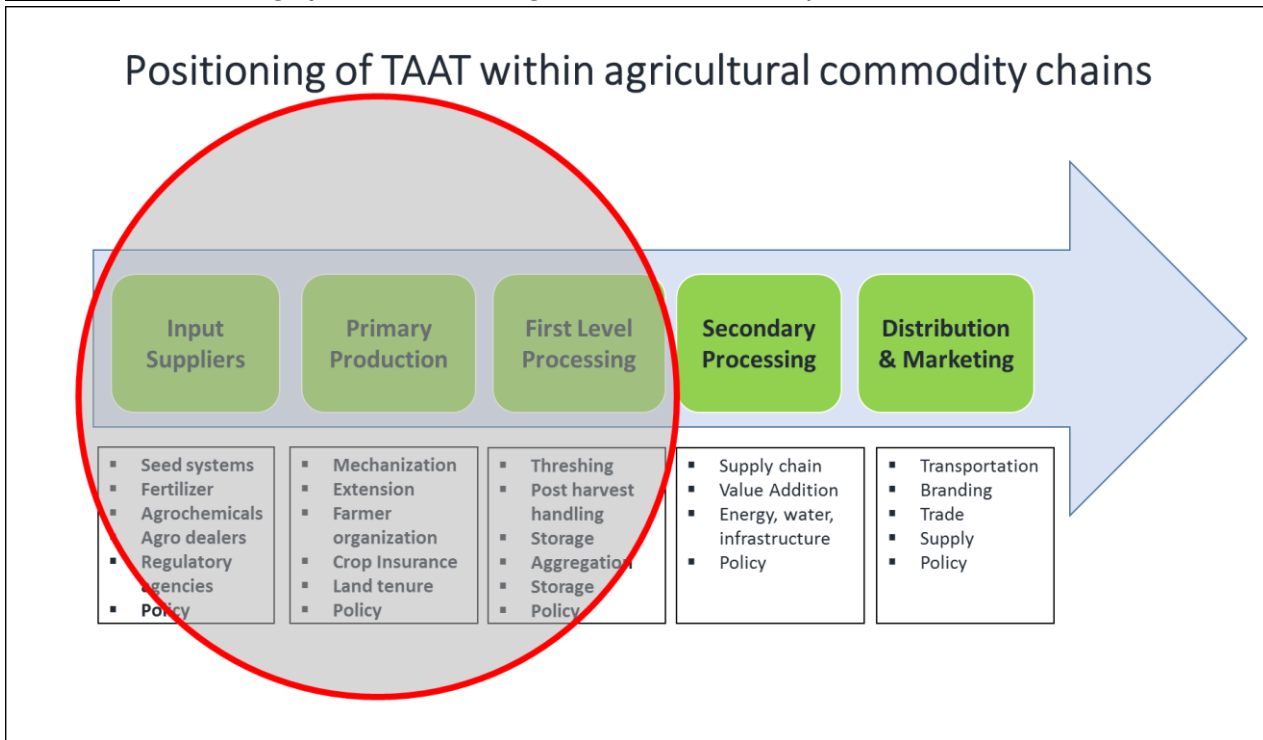 Positioning of TAAT within agricultural commodity chains
Input
Suppliers
Primary
Production
First Level
Processing
Secondary
Processing
Distribution
& Marketing
▪ Seed systems
▪ Fertilizer
▪ Agrochemicals
Agro dealers
▪ Regulatory
agencies
▪ Policy
▪ Mechanization
▪ Extension
▪ Farmer
organization
▪ Crop Insurance
▪ Land tenure
▪ Policy
▪ Threshing
▪ Post harvest
handling
▪ Storage
▪ Aggregation
▪ Storage
▪ Policy
▪ Supply chain
▪ Value Addition
▪ Energy, water,
infrastructure
▪ Policy
▪ Transportation
▪ Branding
▪ Trade
▪ Supply
▪ Policy